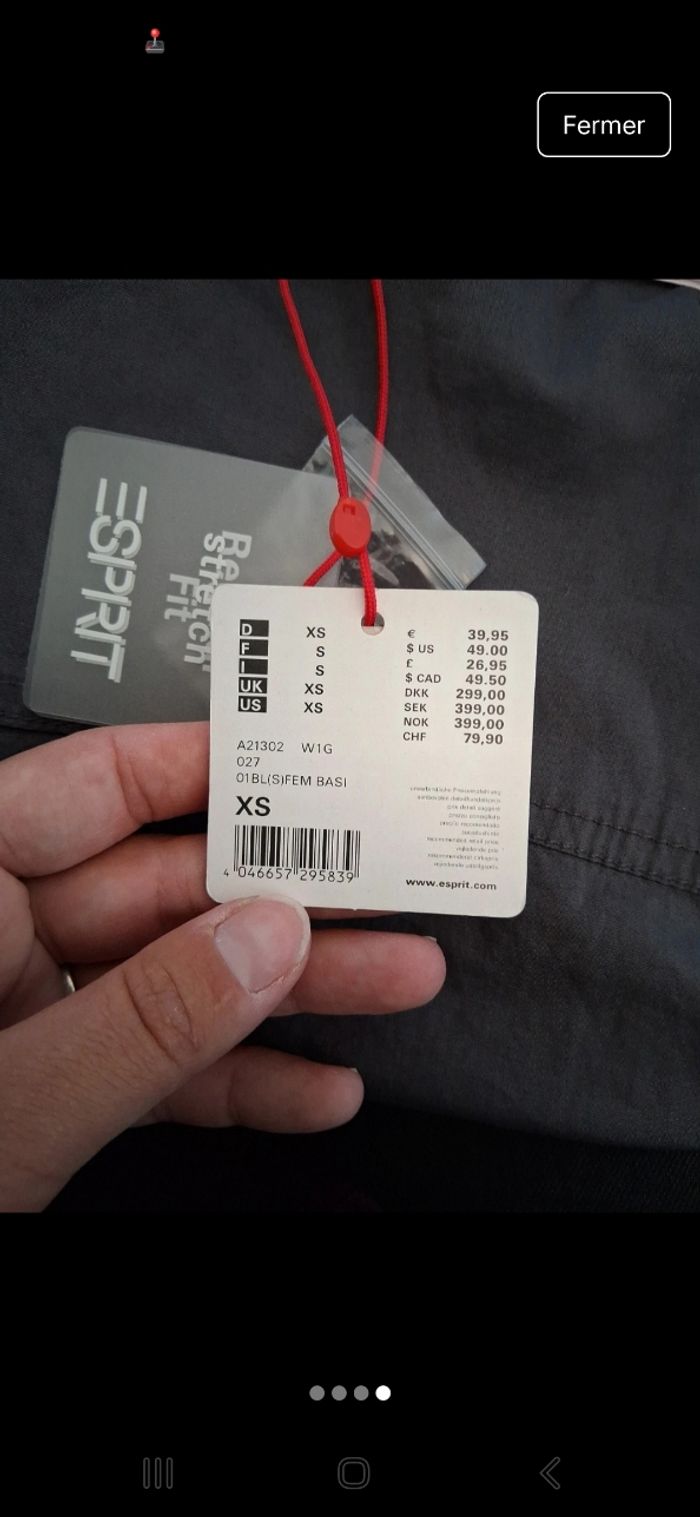 Fermer
ESPRIT
stretch
Fit
D XS
F S
I S
UK XS
US XS
€ 39,95
$ US 49.00
£ 26,95
$ CAD 49.50
DKK 299,00
SEK 399,00
NOK 399,00
CHF 79,90
A21302 W1G
027
01BL(S)FEM BASI
XS
4 046657 295839
www.esprit.com